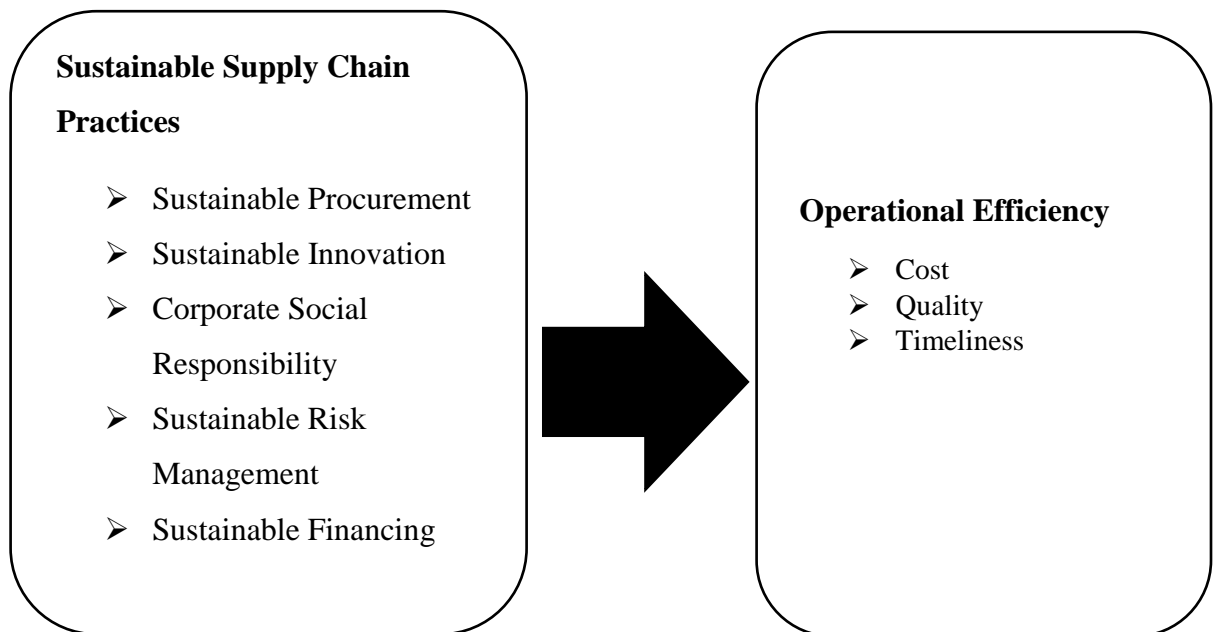 Sustainable Supply Chain
Practices
➢ Sustainable Procurement
➢ Sustainable Innovation
➢ Corporate Social
Responsibility
➢ Sustainable Risk
Management
➢ Sustainable Financing
Operational Efficiency
➢ Cost
➢ Quality
➢ Timeliness